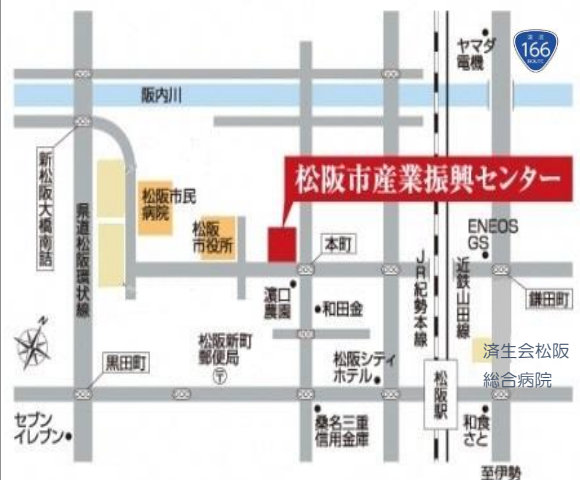 ヤマダ
電機
国道
166
ROUTE
阪内川
新松阪大橋南詰
県道松阪環状線
松阪市民
病院
松阪
市役所
松阪市産業振興センター
本町
濱口
農園
和田金
JR紀勢本線
近鉄山田線
ENEOS
GS
鎌田町
N
黒田町
松阪新町
郵便局
〒
松阪シティ
ホテル
松阪駅
済生会松阪
総合病院
セブン
イレブン
桑名三重
信用金庫
和食
さと
至伊勢